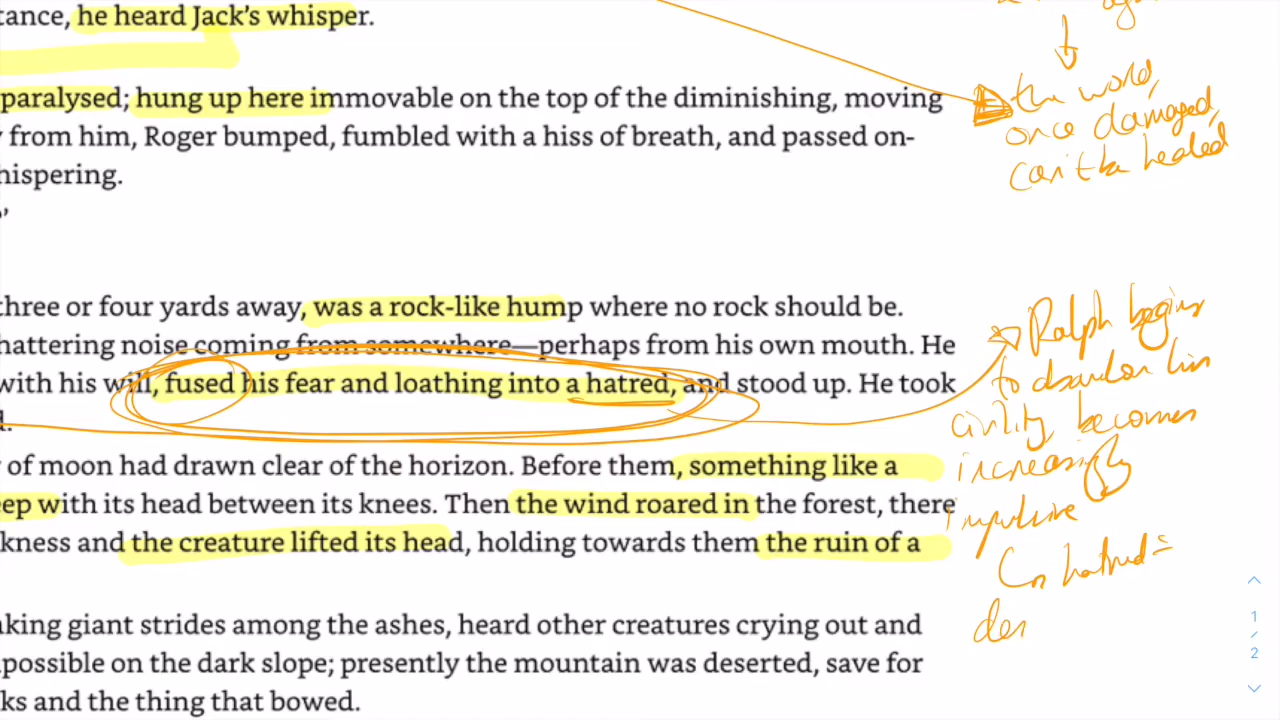 tance, he heard Jack's whisper.
paralysed; hung up here immovable on the top of the diminishing, moving
from him, Roger bumped, fumbled with a hiss of breath, and passed on-
hispering.
the world,
once damaged,
can't be healed
three or four yards away, was a rock-like hump where no rock should be.
hattering noise coming from somewhere—perhaps from his own mouth. He
with his will, fused his fear and loathing into a hatred, and stood up. He took
d.
Ralph begins
to abandon his
civility, becomes
increasingly
impulsive
of moon had drawn clear of the horizon. Before them, something like a
eep with its head between its knees. Then the wind roared in the forest, there
kness and the creature lifted its head, holding towards them the ruin of a
hatred =
den
aking giant strides among the ashes, heard other creatures crying out and
possible on the dark slope; presently the mountain was deserted, save for
ks and the thing that bowed.
1
/
2